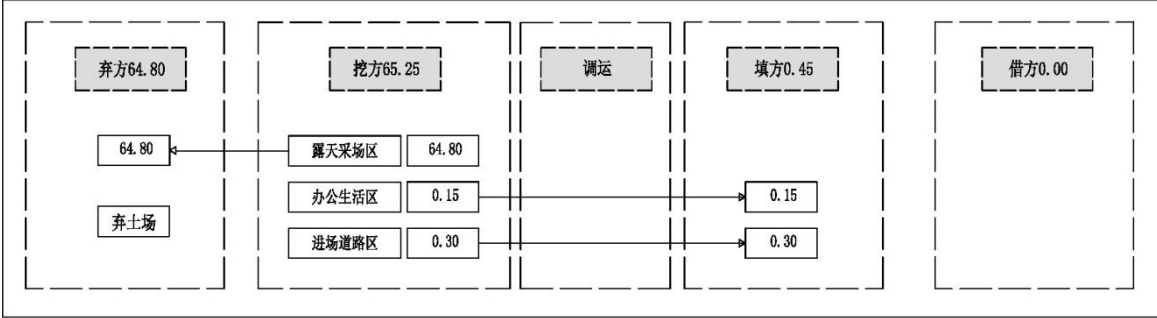 弃方64.80 挖方65.25 调运 填方0.45 借方0.00
64.80 露天采场区 64.80
办公生活区 0.15 0.15
弃土场
进场道路区 0.30 0.30